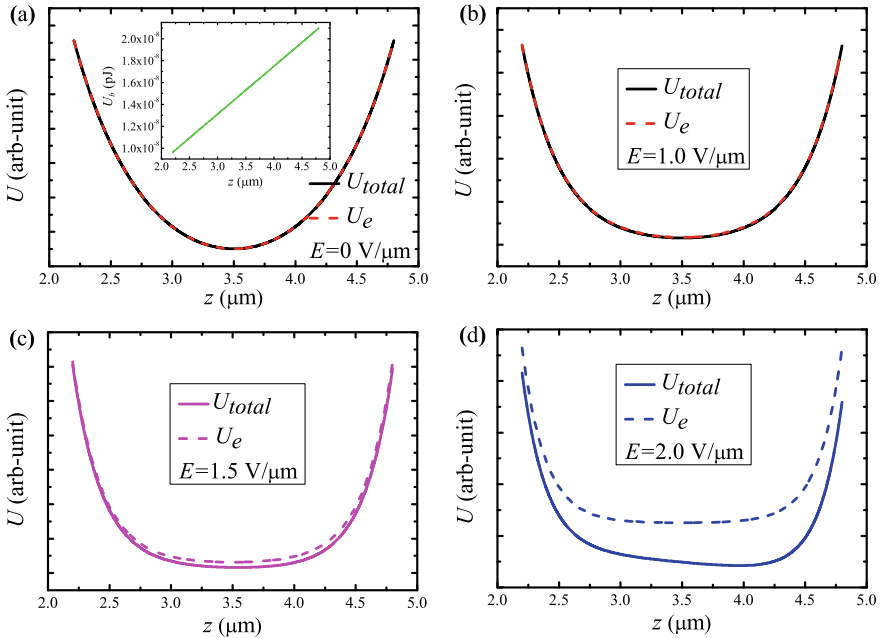 (a)
U (arb-unit)
2.0x10⁻⁸
1.8x10⁻⁸
1.6x10⁻⁸
1.4x10⁻⁸
1.2x10⁻⁸
1.0x10⁻⁸
U_b (pJ)
2.0 2.5 3.0 3.5 4.0 4.5 5.0
z (μm)
U_total
U_e
E=0 V/μm
2.0 2.5 3.0 3.5 4.0 4.5 5.0
z (μm)
(b)
U (arb-unit)
U_total
U_e
E=1.0 V/μm
2.0 2.5 3.0 3.5 4.0 4.5 5.0
z (μm)
(c)
U (arb-unit)
U_total
U_e
E=1.5 V/μm
2.0 2.5 3.0 3.5 4.0 4.5 5.0
z (μm)
(d)
U (arb-unit)
U_total
U_e
E=2.0 V/μm
2.0 2.5 3.0 3.5 4.0 4.5 5.0
z (μm)